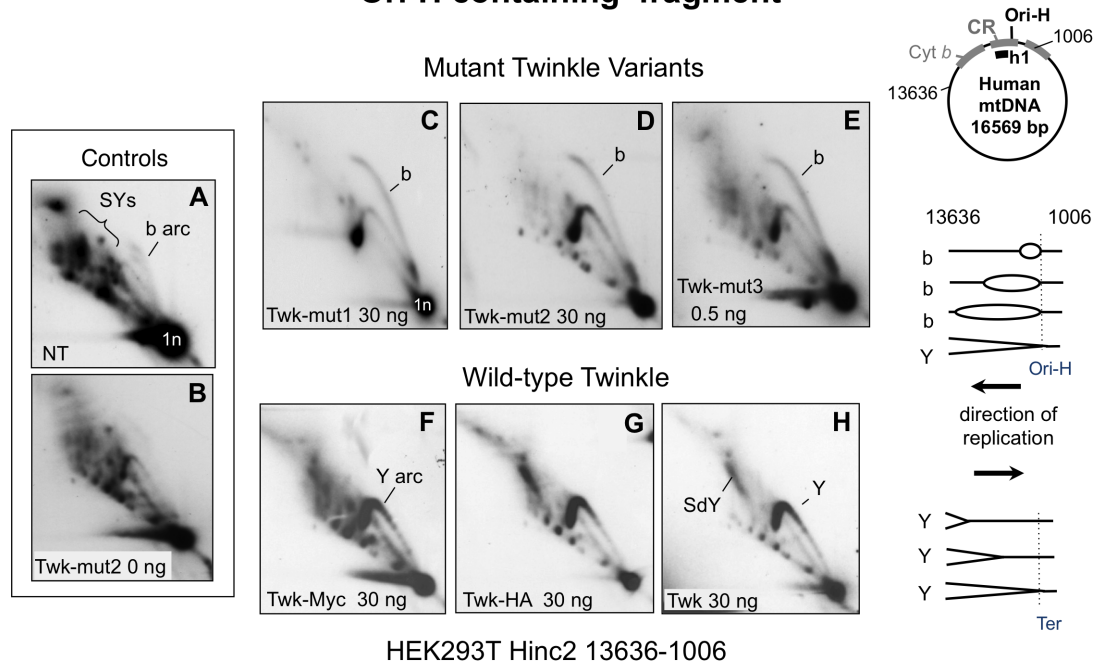 Ori-H containing fragment
Mutant Twinkle Variants
Controls
A
SYs
b arc
1n
NT
B
Twk-mut2 0 ng
C
b
1n
Twk-mut1 30 ng
D
b
Twk-mut2 30 ng
E
b
Twk-mut3
0.5 ng
Wild-type Twinkle
F
Y arc
Twk-Myc 30 ng
G
Twk-HA 30 ng
H
SdY
Y
Twk 30 ng
HEK293T Hinc2 13636-1006
Ori-H
CR
1006
Cyt b
h1
13636
Human
mtDNA
16569 bp
13636 1006
b
b
b
Y
Ori-H
direction of
replication
Y
Y
Y
Ter